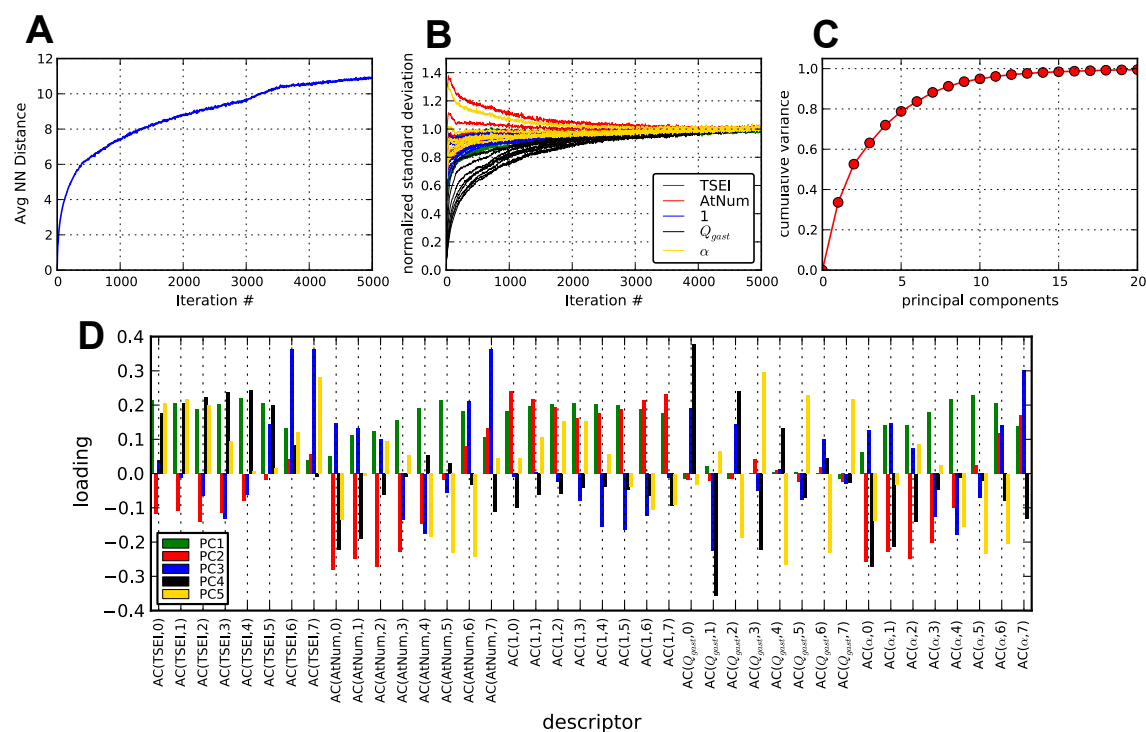 A
Avg NN Distance
12
10
8
6
4
2
0
0 1000 2000 3000 4000 5000
Iteration #
B
normalized standard deviation
1.4
1.2
1.0
0.8
0.6
0.4
0.2
0.0
TSEI
AtNum
1
Q_gast
α
0 1000 2000 3000 4000 5000
Iteration #
C
cumulative variance
1.0
0.8
0.6
0.4
0.2
0.0
0 5 10 15 20
principal components
D
loading
0.4
0.3
0.2
0.1
0.0
−0.1
−0.2
−0.3
−0.4
PC1
PC2
PC3
PC4
PC5
AC(TSEI,0)
AC(TSEI,1)
AC(TSEI,2)
AC(TSEI,3)
AC(TSEI,4)
AC(TSEI,5)
AC(TSEI,6)
AC(TSEI,7)
AC(AtNum,0)
AC(AtNum,1)
AC(AtNum,2)
AC(AtNum,3)
AC(AtNum,4)
AC(AtNum,5)
AC(AtNum,6)
AC(AtNum,7)
AC(1,0)
AC(1,1)
AC(1,2)
AC(1,3)
AC(1,4)
AC(1,5)
AC(1,6)
AC(1,7)
AC(Q_gast,0)
AC(Q_gast,1)
AC(Q_gast,2)
AC(Q_gast,3)
AC(Q_gast,4)
AC(Q_gast,5)
AC(Q_gast,6)
AC(Q_gast,7)
AC(α,0)
AC(α,1)
AC(α,2)
AC(α,3)
AC(α,4)
AC(α,5)
AC(α,6)
AC(α,7)
descriptor